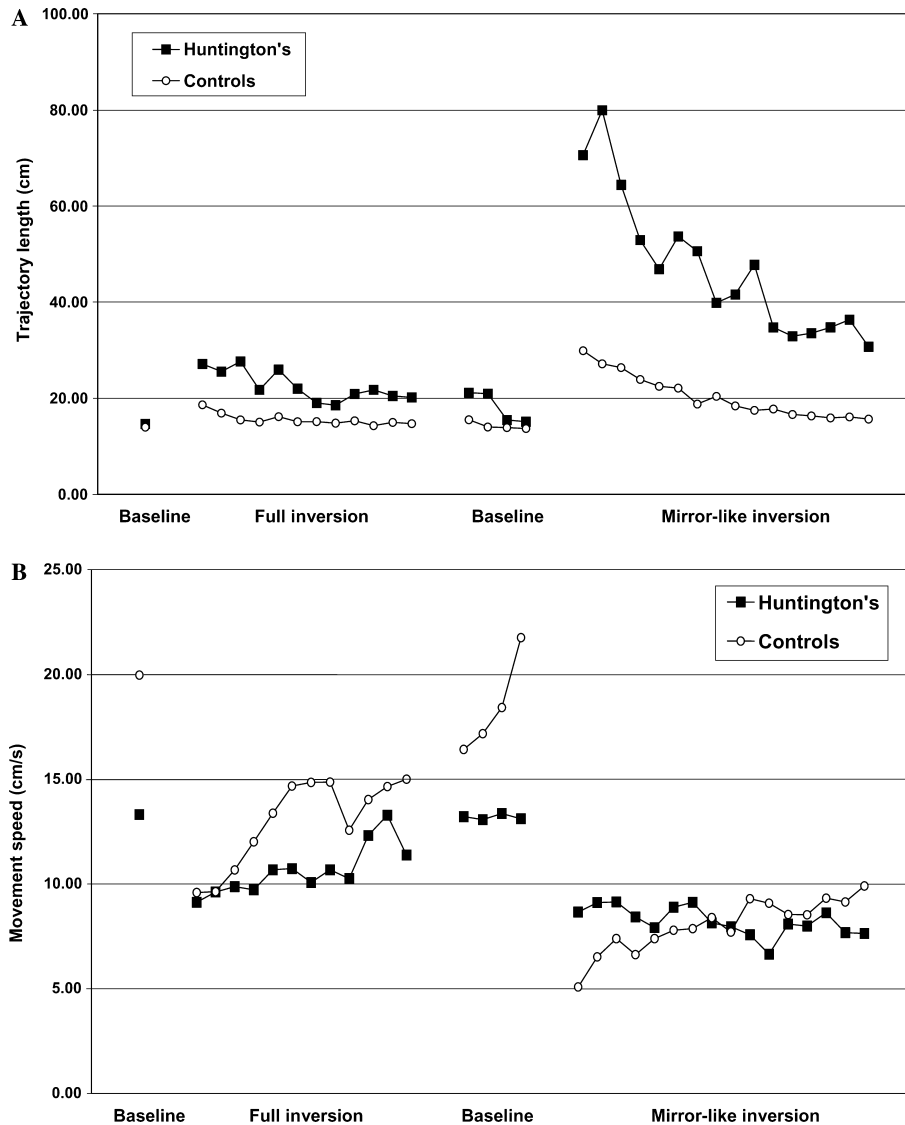 A
100.00
Huntington's
Controls
80.00
60.00
40.00
20.00
0.00
Trajectory length (cm)
Baseline Full inversion Baseline Mirror-like inversion
B
25.00
Huntington's
Controls
20.00
15.00
10.00
5.00
0.00
Movement speed (cm/s)
Baseline Full inversion Baseline Mirror-like inversion